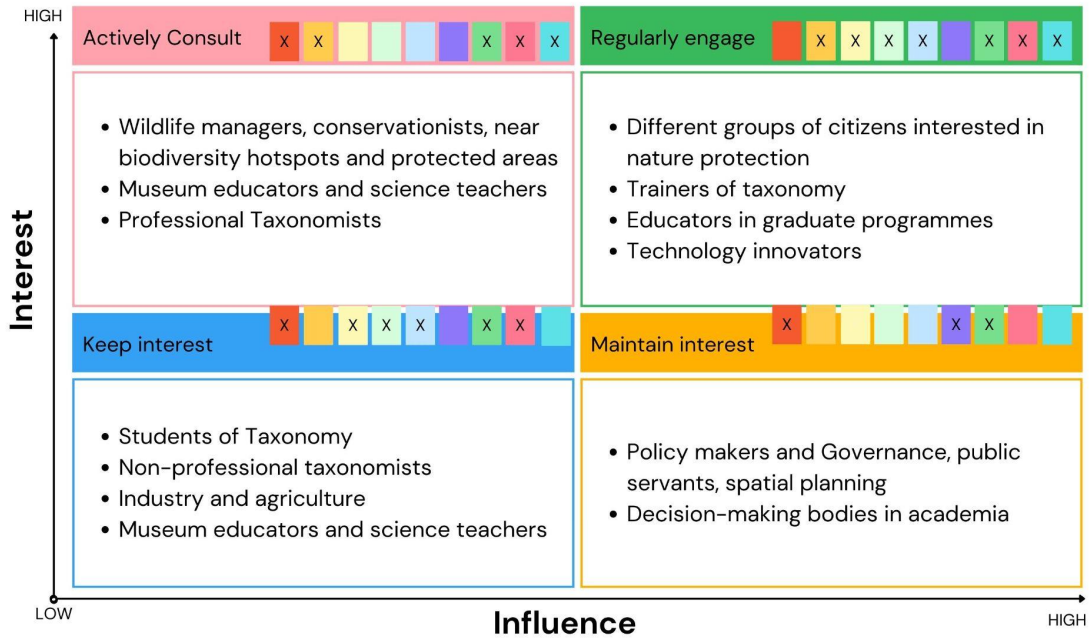 HIGH
Actively Consult X X X X X
Regularly engage X X X X X X X
• Wildlife managers, conservationists, near
biodiversity hotspots and protected areas
• Museum educators and science teachers
• Professional Taxonomists
• Different groups of citizens interested in
nature protection
• Trainers of taxonomy
• Educators in graduate programmes
• Technology innovators
Interest
Keep interest X X X X X X
Maintain interest X X X
• Students of Taxonomy
• Non-professional taxonomists
• Industry and agriculture
• Museum educators and science teachers
• Policy makers and Governance, public
servants, spatial planning
• Decision-making bodies in academia
LOW
Influence
HIGH